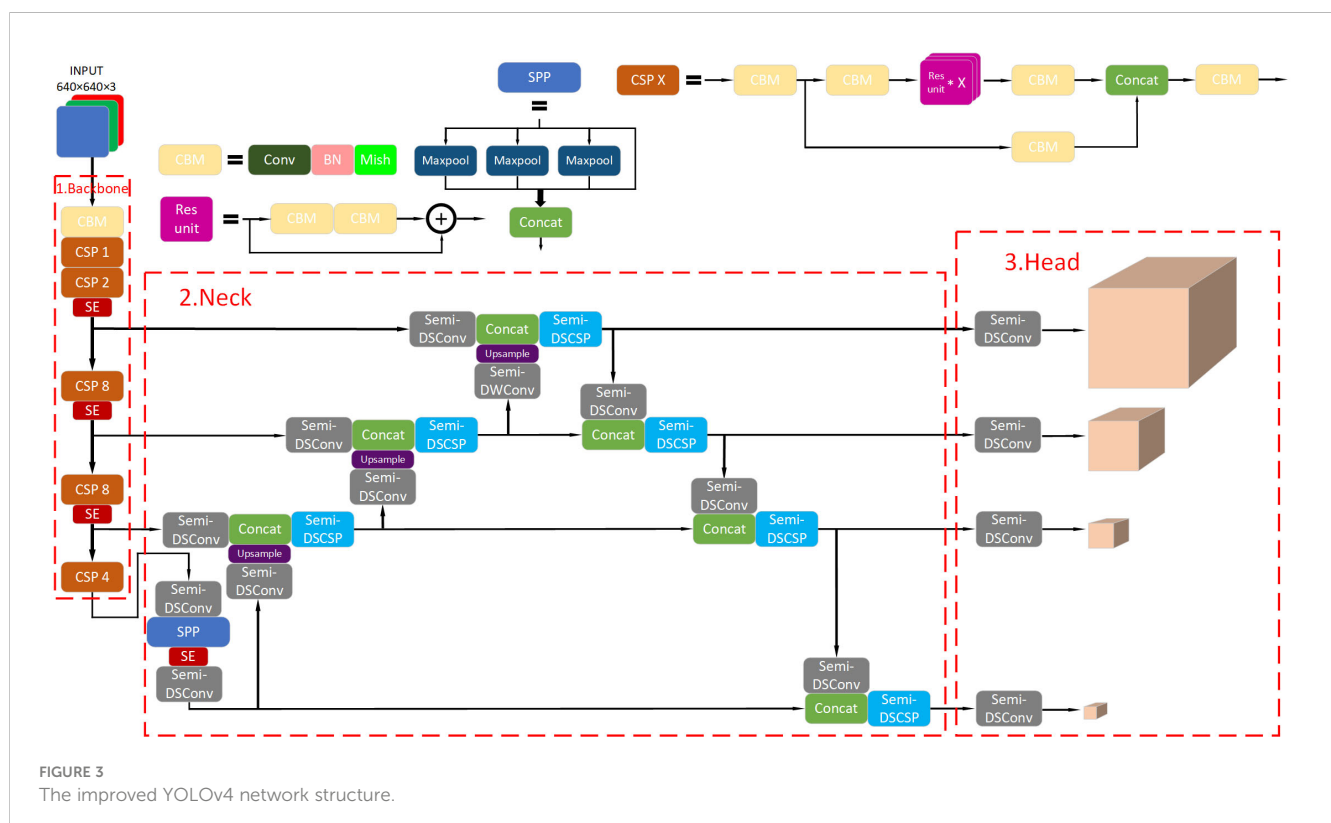 INPUT
640×640×3
SPP
=
CSP X
=
CBM
CBM
Res
unit * X
CBM
Concat
CBM
CBM
CBM
=
Conv
BN
Mish
Maxpool
Maxpool
Maxpool
Concat
Res
unit
=
CBM
CBM
+
1.Backbone
CBM
CSP 1
CSP 2
SE
CSP 8
SE
CSP 8
SE
CSP 4
2.Neck
Semi-
DSConv
Concat
Semi-
DSCSP
Upsample
Semi-
DWConv
Semi-
DSConv
Concat
Semi-
DSCSP
Upsample
Semi-
DSConv
Semi-
DSConv
Concat
Semi-
DSCSP
Semi-
DSConv
Concat
Semi-
DSCSP
Upsample
Semi-
DSConv
Semi-
DSConv
Concat
Semi-
DSCSP
Semi-
DSConv
SPP
SE
Semi-
DSConv
Semi-
DSConv
Concat
Semi-
DSCSP
3.Head
Semi-
DSConv
Semi-
DSConv
Semi-
DSConv
Semi-
DSConv
FIGURE 3
The improved YOLOv4 network structure.